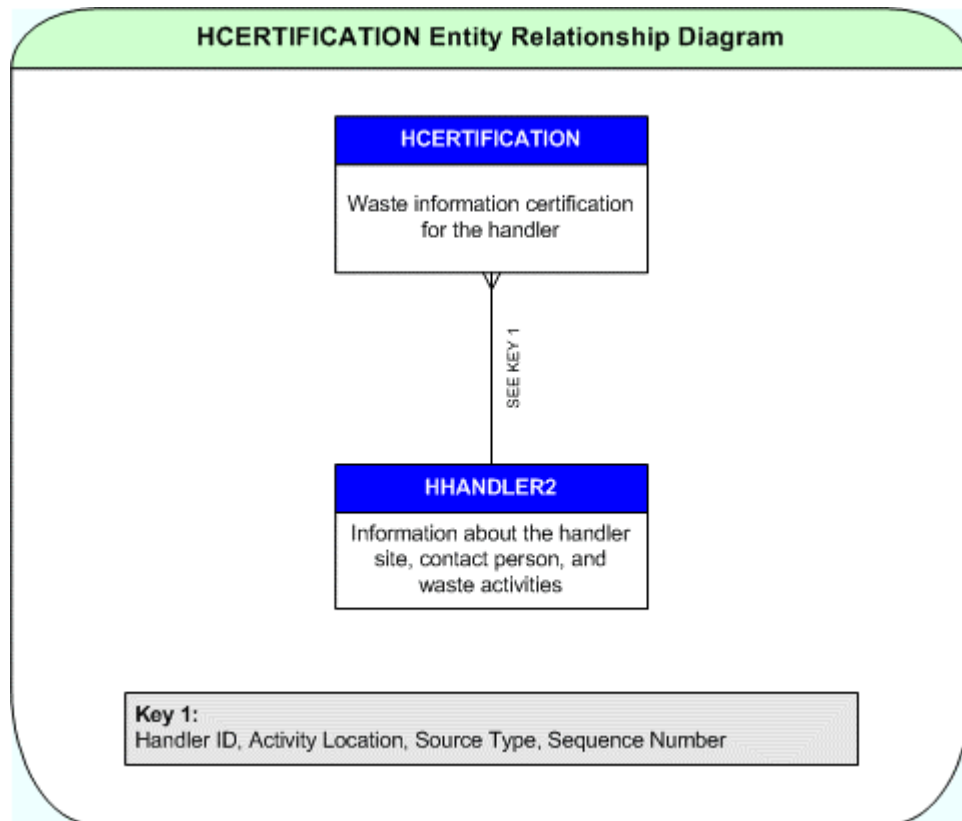 HCERTIFICATION Entity Relationship Diagram
HCERTIFICATION
Waste information certification
for the handler
SEE KEY 1
HHANDLER2
Information about the handler
site, contact person, and
waste activities
Key 1:
Handler ID, Activity Location, Source Type, Sequence Number